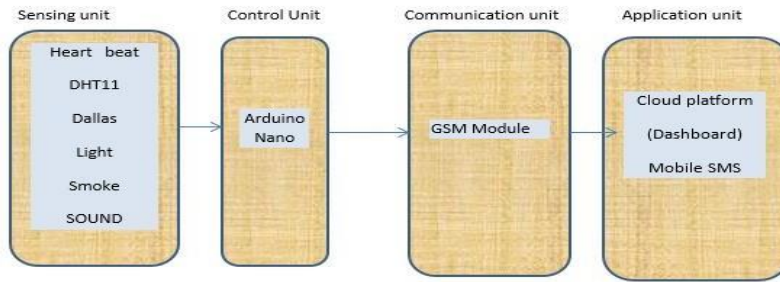 Sensing unit
Control Unit
Communication unit
Application unit
Heart beat
DHT11
Dallas
Light
Smoke
SOUND
Arduino
Nano
GSM Module
Cloud platform
(Dashboard)
Mobile SMS